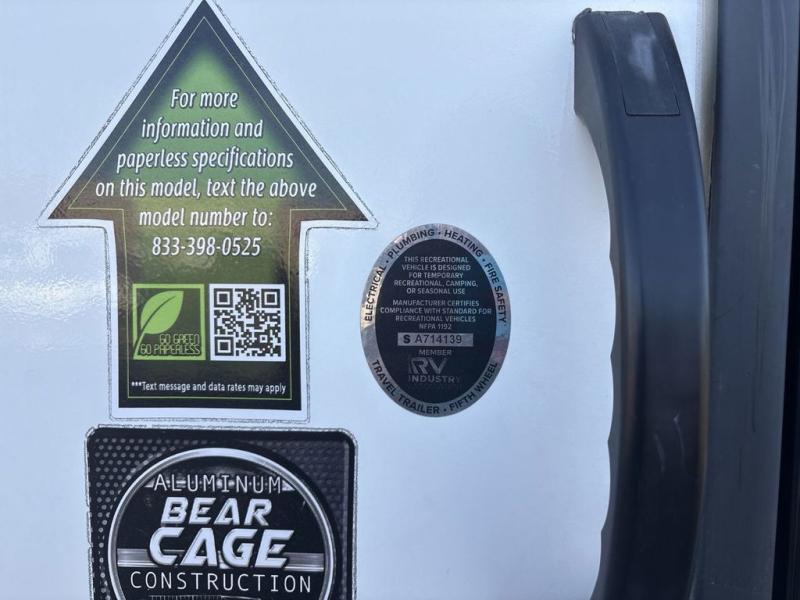 For more
information and
paperless specifications
on this model, text the above
model number to:
833-398-0525
GO GREEN
GO PAPERLESS
***Text message and data rates may apply
ELECTRICAL • PLUMBING • HEATING • FIRE SAFETY
THIS RECREATIONAL
VEHICLE IS DESIGNED
FOR TEMPORARY
RECREATIONAL, CAMPING,
OR SEASONAL USE
MANUFACTURER CERTIFIES
COMPLIANCE WITH STANDARD FOR
RECREATIONAL VEHICLES
NFPA 1192
S A714139
MEMBER
RV
INDUSTRY
TRAVEL TRAILER • FIFTH WHEEL
ALUMINUM
BEAR
CAGE
CONSTRUCTION